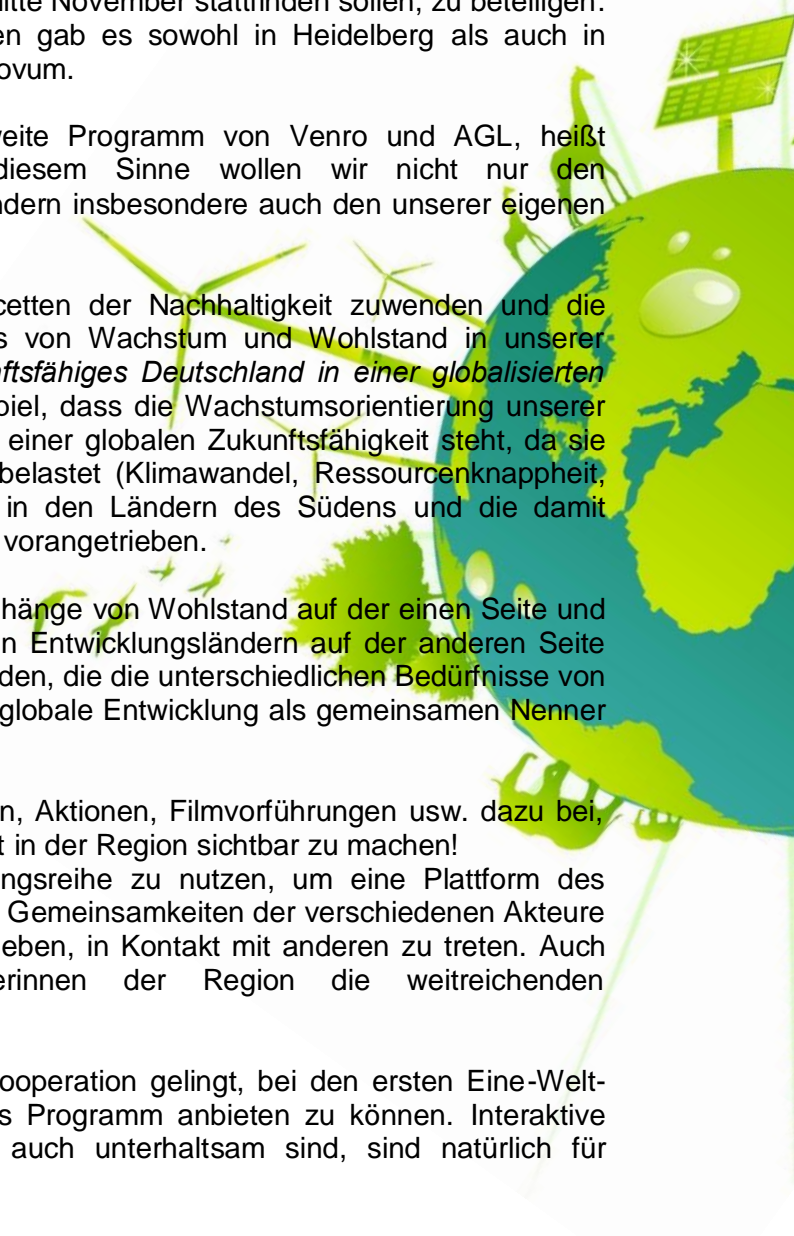 itte November stattfinden sollen, zu beteiligen.
en gab es sowohl in Heidelberg als auch in
ovum.
weite Programm von Venro und AGL, heißt
diesem Sinne wollen wir nicht nur den
ndern insbesondere auch den unserer eigenen
cetten der Nachhaltigkeit zuwenden und die
s von Wachstum und Wohlstand in unserer
ftsfähiges Deutschland in einer globalisierten
piel, dass die Wachstumsorientierung unserer
einer globalen Zukunftsfähigkeit steht, da sie
belastet (Klimawandel, Ressourcenknappheit,
in den Ländern des Südens und die damit
vorangetrieben.
hänge von Wohlstand auf der einen Seite und
n Entwicklungsländern auf der anderen Seite
den, die die unterschiedlichen Bedürfnisse von
globale Entwicklung als gemeinsamen Nenner
n, Aktionen, Filmvorführungen usw. dazu bei,
t in der Region sichtbar zu machen!
ngsreihe zu nutzen, um eine Plattform des
Gemeinsamkeiten der verschiedenen Akteure
eben, in Kontakt mit anderen zu treten. Auch
erinnen der Region die weitreichenden
ooperation gelingt, bei den ersten Eine-Welt-
s Programm anbieten zu können. Interaktive
auch unterhaltsam sind, sind natürlich für